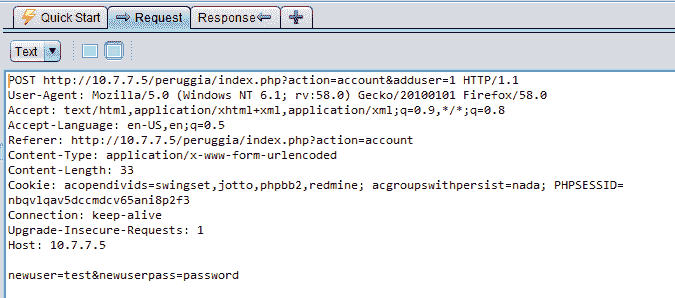 Quick Start
Request
Response
Text
POST http://10.7.7.5/peruggia/index.php?action=account&adduser=1 HTTP/1.1
User-Agent: Mozilla/5.0 (Windows NT 6.1; rv:58.0) Gecko/20100101 Firefox/58.0
Accept: text/html,application/xhtml+xml,application/xml;q=0.9,*/*;q=0.8
Accept-Language: en-US,en;q=0.5
Referer: http://10.7.7.5/peruggia/index.php?action=account
Content-Type: application/x-www-form-urlencoded
Content-Length: 33
Cookie: acopendivids=swingset,jotto,phpbb2,redmine; acgroupswithpersist=nada; PHPSESSID=
nbqvlqav5dccmdcv65ani8p2f3
Connection: keep-alive
Upgrade-Insecure-Requests: 1
Host: 10.7.7.5
newuser=test&newuserpass=password